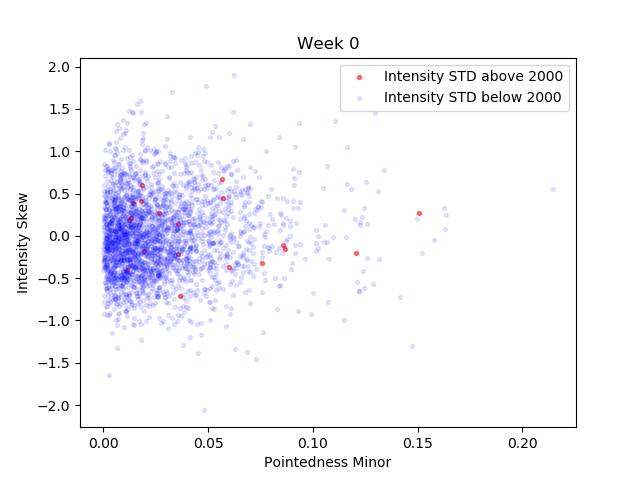 Week 0
Intensity STD above 2000
Intensity STD below 2000
2.0
1.5
1.0
0.5
0.0
−0.5
−1.0
−1.5
−2.0
Intensity Skew
0.00 0.05 0.10 0.15 0.20
Pointedness Minor